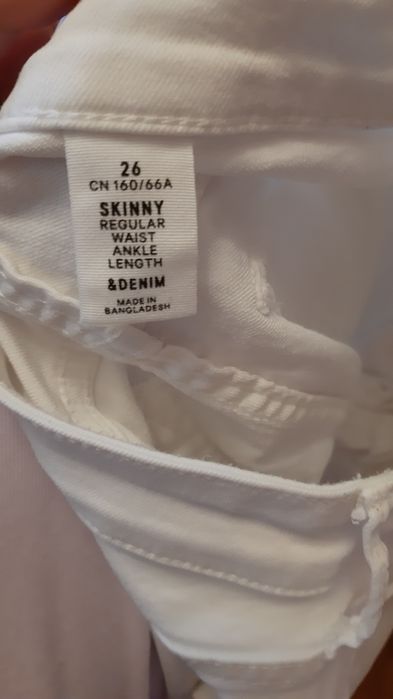 26
CN 160/66A
SKINNY
REGULAR
WAIST
ANKLE
LENGTH
&DENIM
MADE IN
BANGLADESH